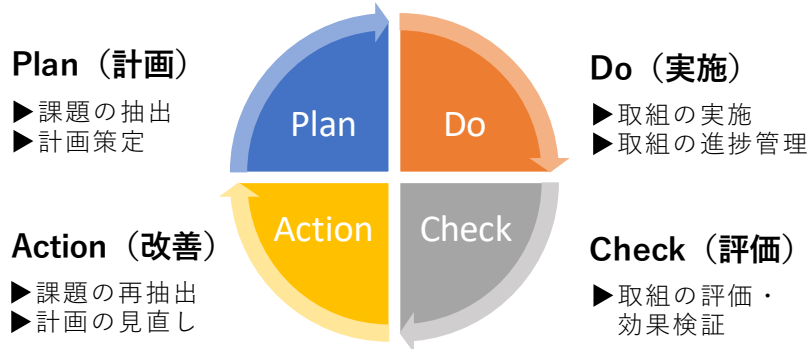 Plan（計画）
▶課題の抽出
▶計画策定
Plan
Do
Do（実施）
▶取組の実施
▶取組の進捗管理
Action（改善）
▶課題の再抽出
▶計画の見直し
Action
Check
Check（評価）
▶取組の評価・
効果検証